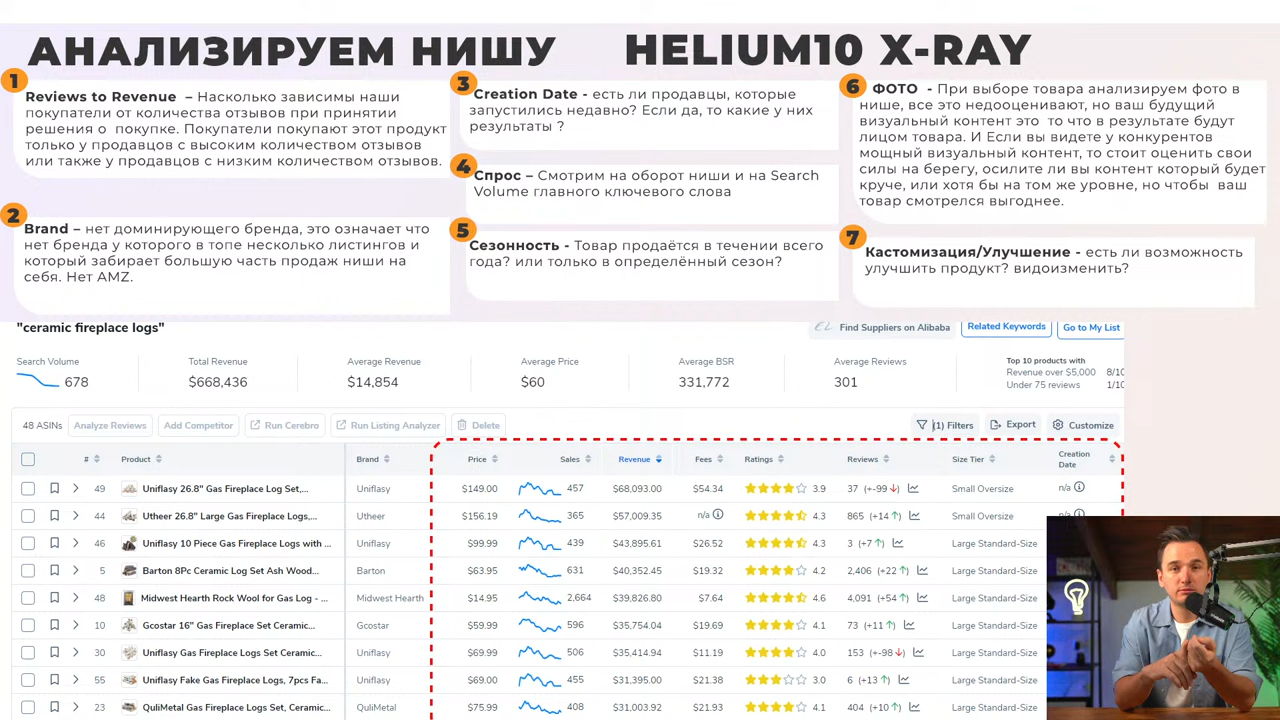 АНАЛИЗИРУЕМ НИШУ HELIUM10 X-RAY
1
Reviews to Revenue – Насколько зависимы наши
покупатели от количества отзывов при принятии
решения о покупке. Покупатели покупают этот продукт
только у продавцов с высоким количеством отзывов
или также у продавцов с низким количеством отзывов.
2
Brand – нет доминирующего бренда, это означает что
нет бренда у которого в топе несколько листингов и
который забирает большую часть продаж ниши на
себя. Нет AMZ.
3
Creation Date - есть ли продавцы, которые
запустились недавно? Если да, то какие у них
результаты ?
4
Спрос – Смотрим на оборот ниши и на Search
Volume главного ключевого слова
5
Сезонность - Товар продаётся в течении всего
года? или только в определённый сезон?
6
ФОТО - При выборе товара анализируем фото в
нише, все это недооценивают, но ваш будущий
визуальный контент это то что в результате будут
лицом товара. И Если вы видете у конкурентов
мощный визуальный контент, то стоит оценить свои
силы на берегу, осилите ли вы контент который будет
круче, или хотя бы на том же уровне, но чтобы ваш
товар смотрелся выгоднее.
7
Кастомизация/Улучшение - есть ли возможность
улучшить продукт? видоизменить?
"ceramic fireplace logs"
Find Suppliers on Alibaba Related Keywords Go to My List
Search Volume Total Revenue Average Revenue Average Price Average BSR Average Reviews Top 10 products with
678 $668,436 $14,854 $60 331,772 301
Revenue over $5,000 8/10
Under 75 reviews 1/10
48 ASINs Analyze Reviews Add Competitor Run Cerebro Run Listing Analyzer Delete (1) Filters Export Customize
# Product Brand Price Sales Revenue Fees Ratings Reviews Size Tier Creation Date
49 Uniflasy 26.8" Gas Fireplace Log Set,... Uniflasy $149.00 457 $68,093.00 $54.34 3.9 37 (+-99 ↓) Small Oversize n/a
44 Utheer 26.8" Large Gas Fireplace Logs,... Utheer $156.19 365 $57,009.35 n/a 4.3 865 (+14 ↑) Small Oversize n/a
46 Uniflasy 10 Piece Gas Fireplace Logs with ... Uniflasy $99.99 439 $43,895.61 $26.52 4.3 3 (+7 ↑) Large Standard-Size
5 Barton 8Pc Ceramic Log Set Ash Wood... Barton $63.95 631 $40,352.45 $19.32 4.2 2,406 (+22 ↑) Large Standard-Size
48 Midwest Hearth Rock Wool for Gas Log - ... Midwest Hearth $14.95 2,664 $39,826.80 $7.64 4.6 4,091 (+54 ↑) Large Standard-Size
10 Gcostar 16" Gas Fireplace Set Ceramic... Gcostar $59.99 596 $35,754.04 $19.69 4.1 73 (+11 ↑) Large Standard-Size
30 Uniflasy Gas Fireplace Logs Set Ceramic... Uniflasy $69.99 506 $35,414.94 $11.19 4.0 153 (+-98 ↓) Large Standard-Size
55 Uniflasy Fake Gas Fireplace Logs, 7pcs Fa... Uniflasy $69.00 455 $31,395.00 $21.38 3.0 6 (+13 ↑) Large Standard-Size
23 QuliMetal Gas Fireplace Logs Set, Ceramic... QuliMetal $75.99 408 $31,003.92 $21.93 4.1 404 (+10 ↑) Large Standard-Size